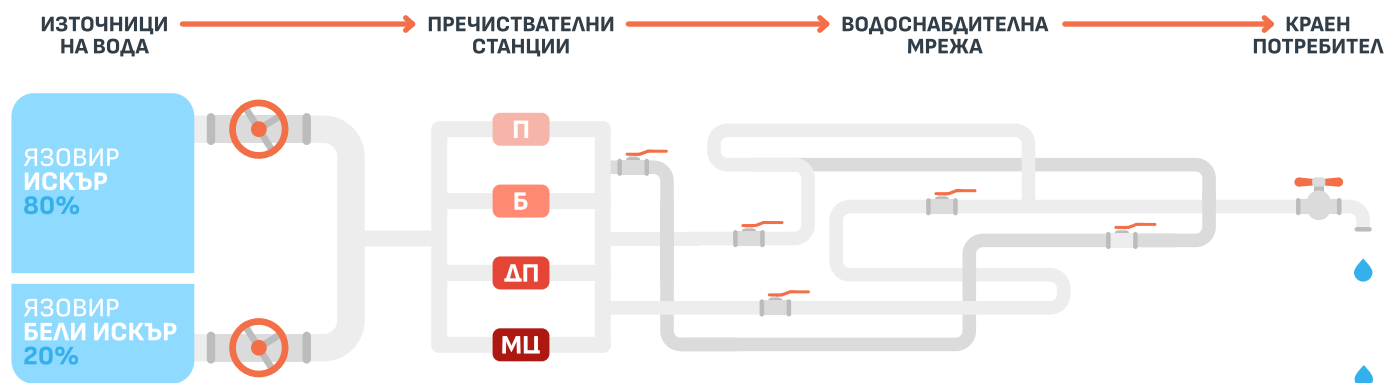 ИЗТОЧНИЦИ
НА ВОДА
ПРЕЧИСТВАТЕЛНИ
СТАНЦИИ
ВОДОСНАБДИТЕЛНА
МРЕЖА
КРАЕН
ПОТРЕБИТЕЛ
ЯЗОВИР
ИСКЪР
80%
ЯЗОВИР
БЕЛИ ИСКЪР
20%
П
Б
ДП
МЦ